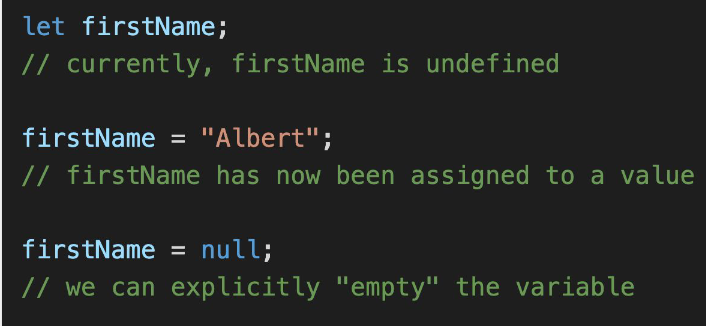 let firstName;
// currently, firstName is undefined
firstName = "Albert";
// firstName has now been assigned to a value
firstName = null;
// we can explicitly "empty" the variable